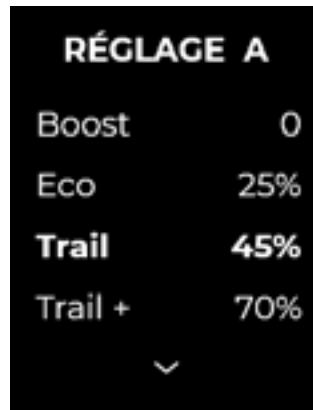 RÉGLAGE A
Boost 0
Eco 25%
Trail 45%
Trail + 70%